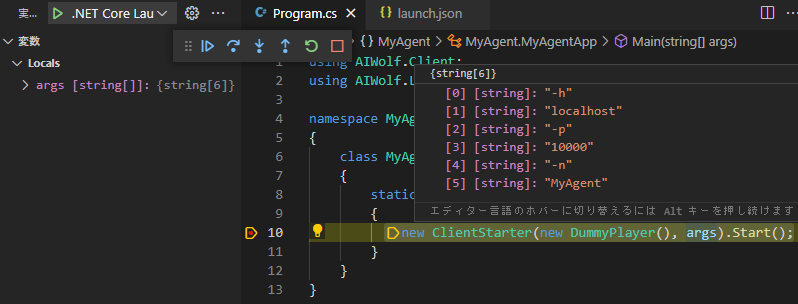 実... .NET Core Lau
変数
Locals
args [string[]]: {string[6]}
Program.cs
launch.json
MyAgent > MyAgent.MyAgentApp > Main(string[] args)
1 using AIWolf.Client;
2 using AIWolf.L
3
4 namespace MyAg
5 {
6 class MyAg
7 {
8 static
9 {
10 new ClientStarter(new DummyPlayer(), args).Start();
11 }
12 }
13 }
{string[6]}
[0] [string]: "-h"
[1] [string]: "localhost"
[2] [string]: "-p"
[3] [string]: "10000"
[4] [string]: "-n"
[5] [string]: "MyAgent"
エディター言語のホバーに切り替えるには Alt キーを押し続けます